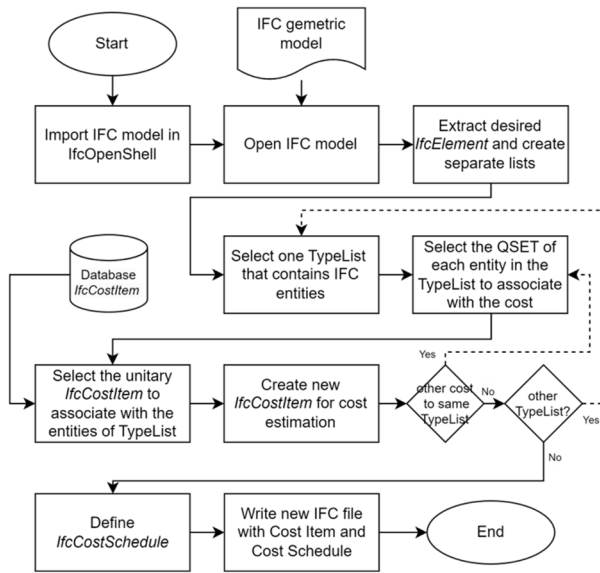 Start
IFC gemetric
model
Import IFC model in
IfcOpenShell
Open IFC model
Extract desired
IfcElement and create
separate lists
Database
IfcCostItem
Select one TypeList
that contains IFC
entities
Select the QSET of
each entity in the
TypeList to associate
with the cost
Select the unitary
IfcCostItem to
associate with the
entities of TypeList
Create new
IfcCostItem for cost
estimation
Yes
other cost
to same
TypeList
No
other
TypeList?
Yes
No
Define
IfcCostSchedule
Write new IFC file
with Cost Item and
Cost Schedule
End